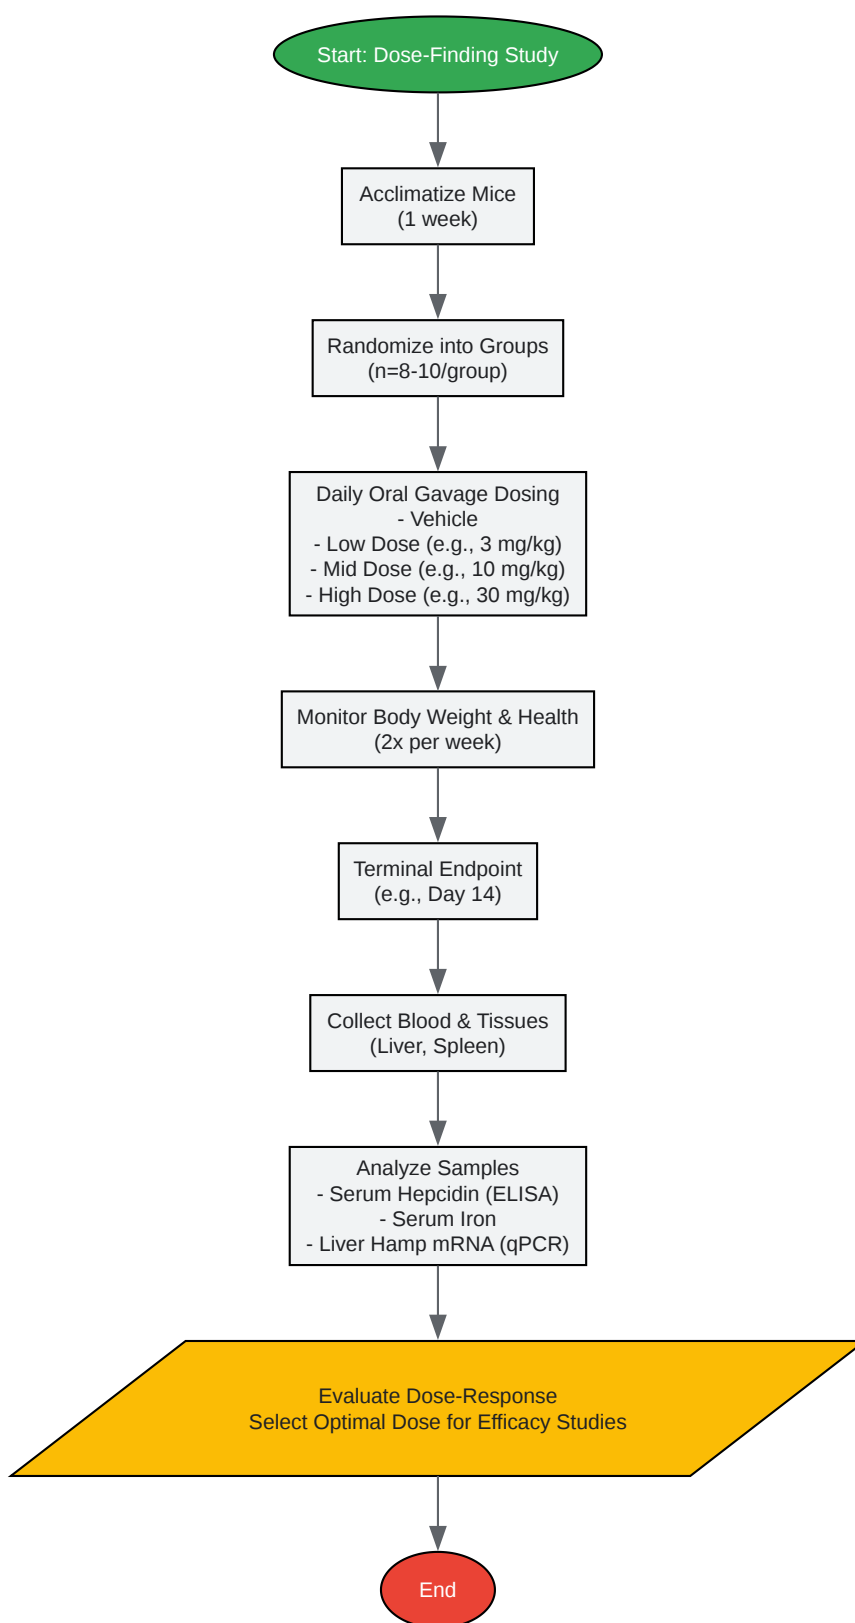 Start: Dose-Finding Study
Acclimatize Mice
(1 week)
Randomize into Groups
(n=8-10/group)
Daily Oral Gavage Dosing
- Vehicle
- Low Dose (e.g., 3 mg/kg)
- Mid Dose (e.g., 10 mg/kg)
- High Dose (e.g., 30 mg/kg)
Monitor Body Weight & Health
(2x per week)
Terminal Endpoint
(e.g., Day 14)
Collect Blood & Tissues
(Liver, Spleen)
Analyze Samples
- Serum Hepcidin (ELISA)
- Serum Iron
- Liver Hamp mRNA (qPCR)
Evaluate Dose-Response
Select Optimal Dose for Efficacy Studies
End